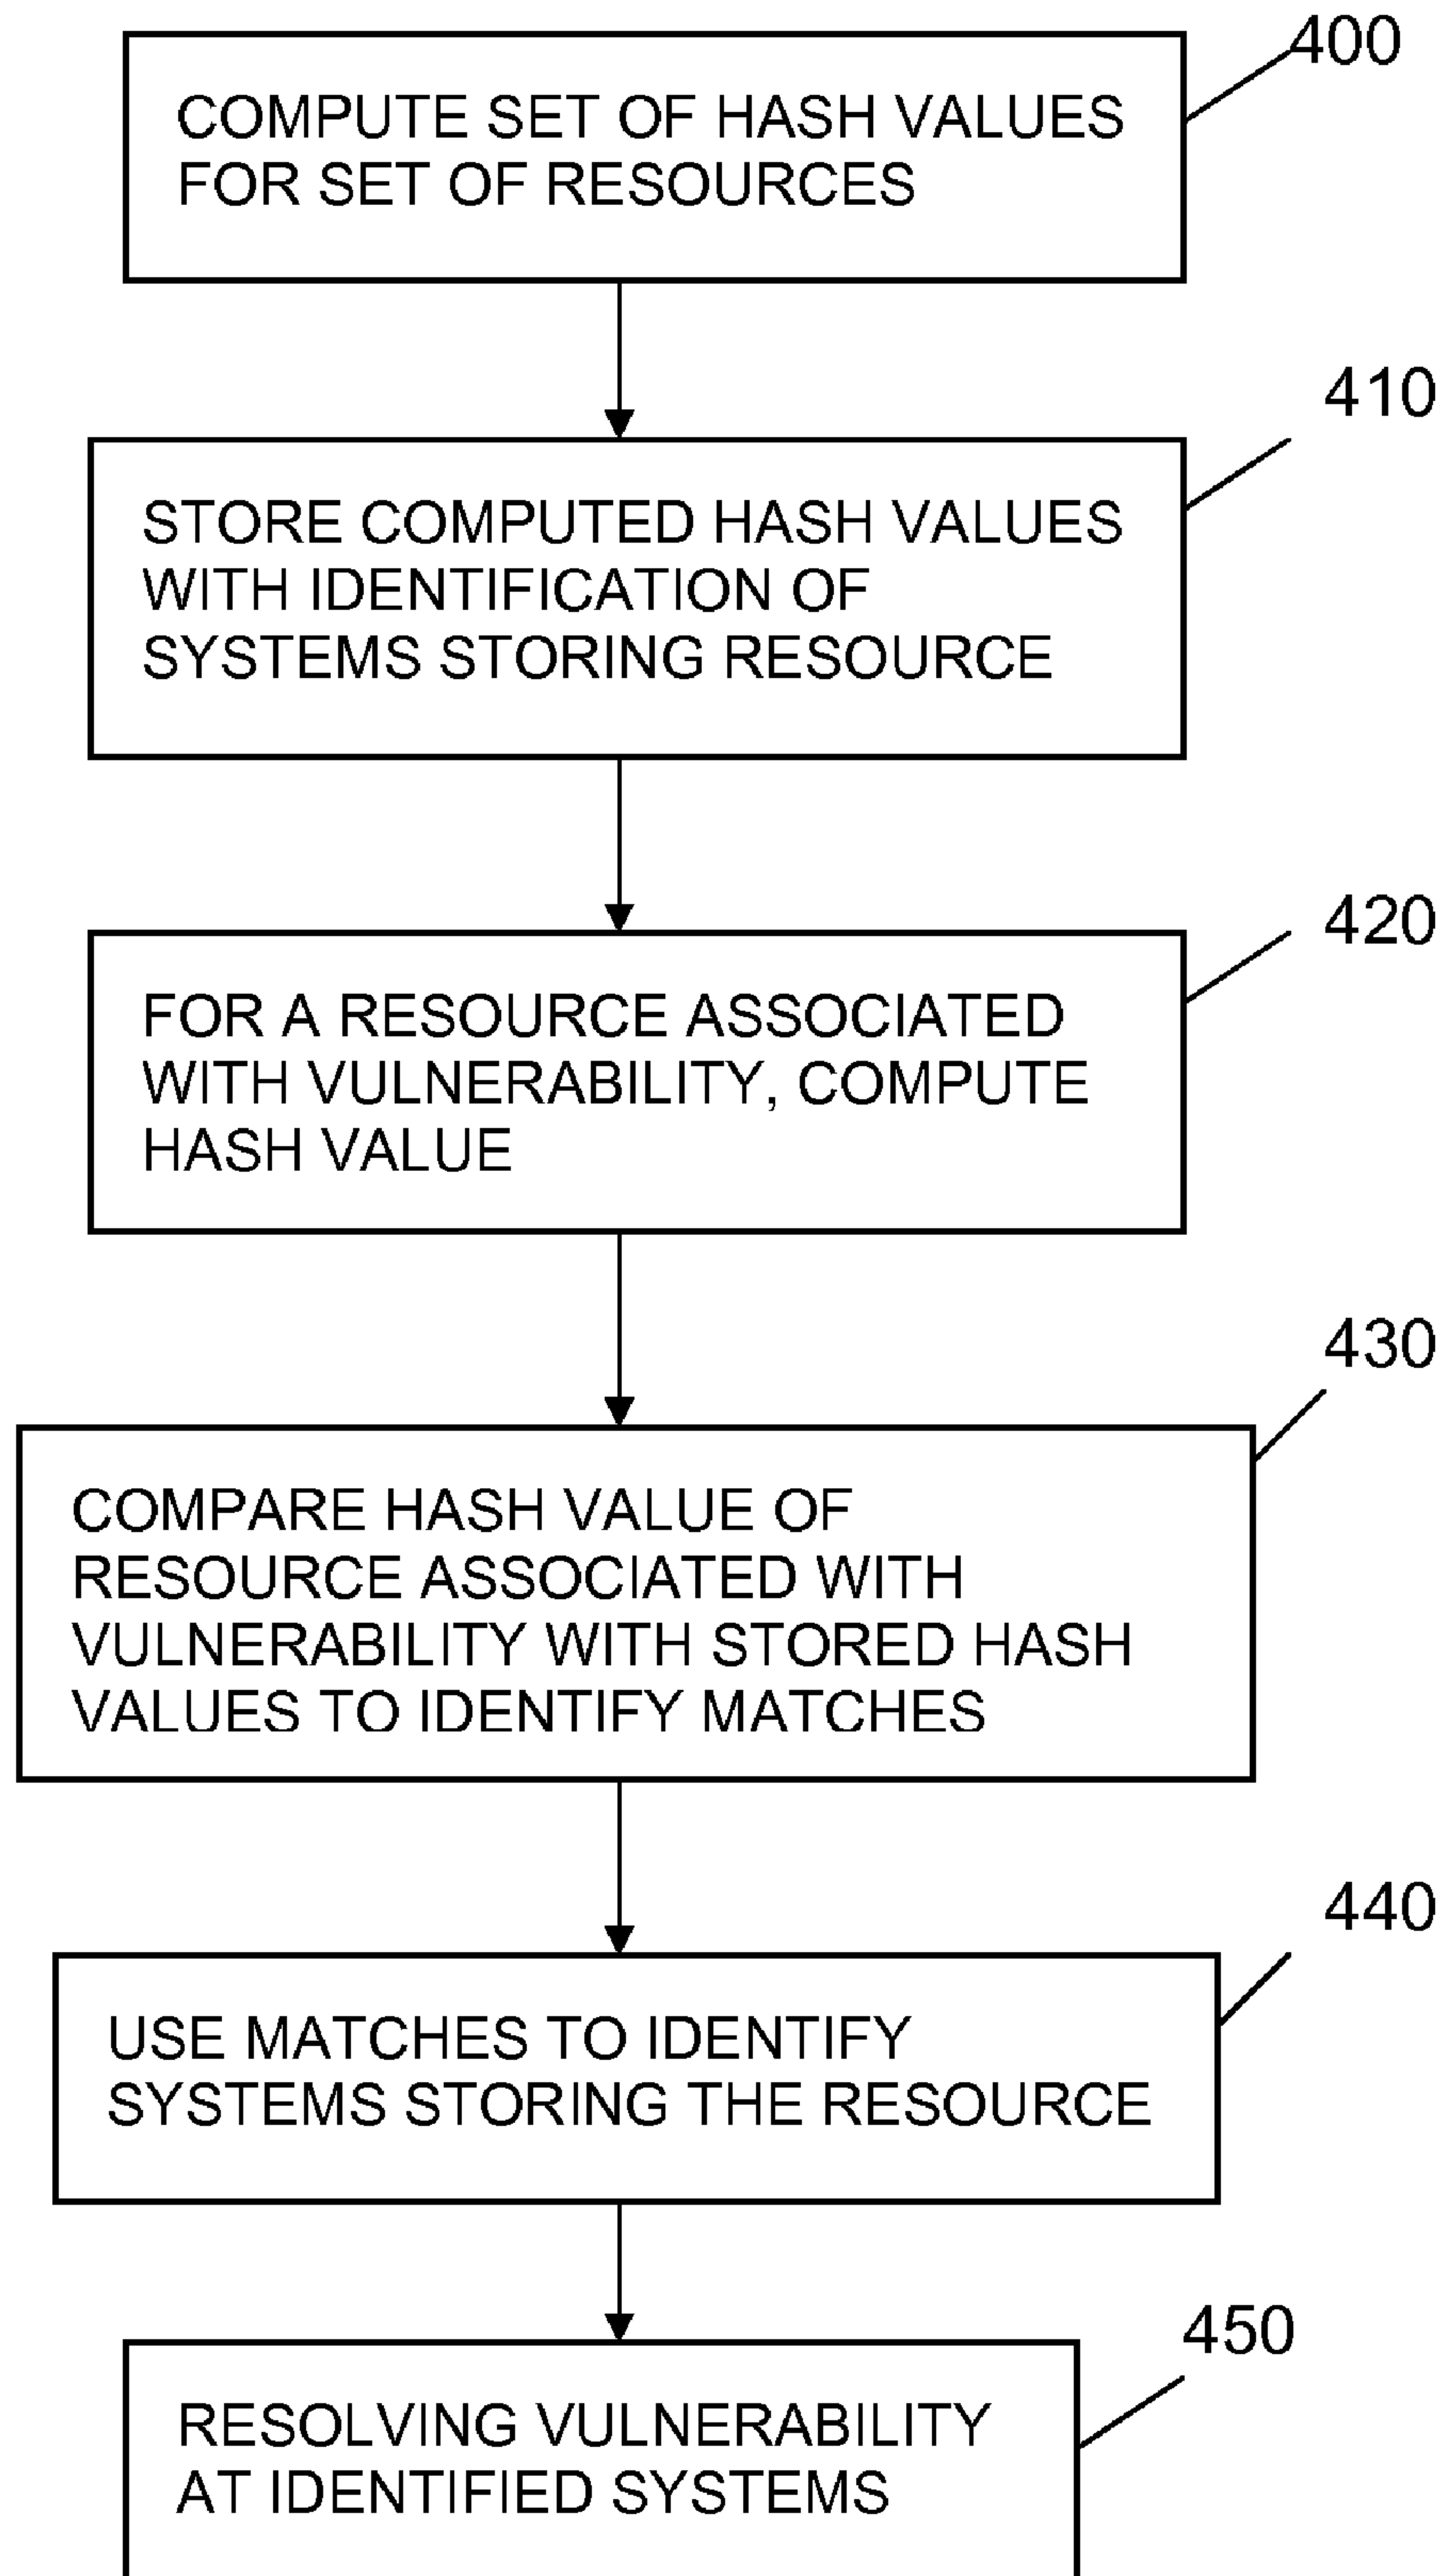 400
COMPUTE SET OF HASH VALUES
FOR SET OF RESOURCES
410
STORE COMPUTED HASH VALUES
WITH IDENTIFICATION OF
SYSTEMS STORING RESOURCE
420
FOR A RESOURCE ASSOCIATED
WITH VULNERABILITY, COMPUTE
HASH VALUE
430
COMPARE HASH VALUE OF
RESOURCE ASSOCIATED WITH
VULNERABILITY WITH STORED HASH
VALUES TO IDENTIFY MATCHES
440
USE MATCHES TO IDENTIFY
SYSTEMS STORING THE RESOURCE
450
RESOLVING VULNERABILITY
AT IDENTIFIED SYSTEMS